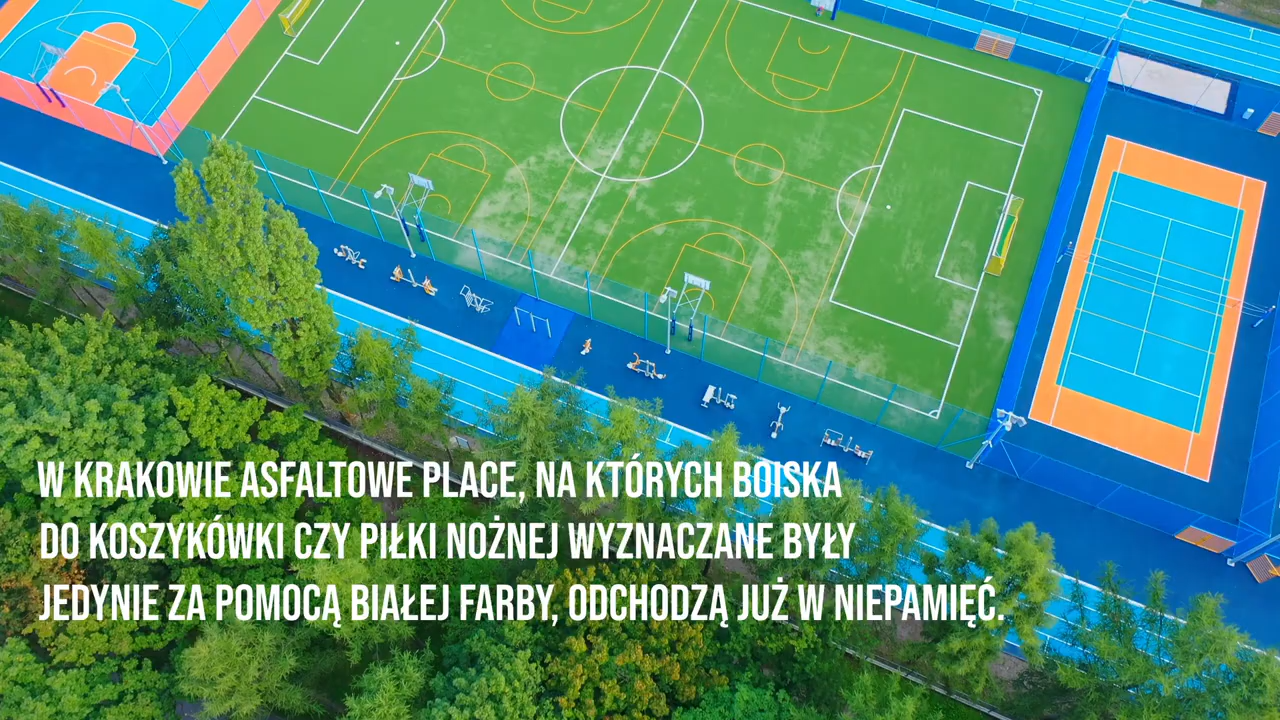 W KRAKOWIE ASFALTOWE PLACE, NA KTÓRYCH BOISKA
DO KOSZYKÓWKI CZY PIŁKI NOŻNEJ WYZNACZANE BYŁY
JEDYNIE ZA POMOCĄ BIAŁEJ FARBY, ODCHODZĄ JUŻ W NIEPAMIĘĆ.